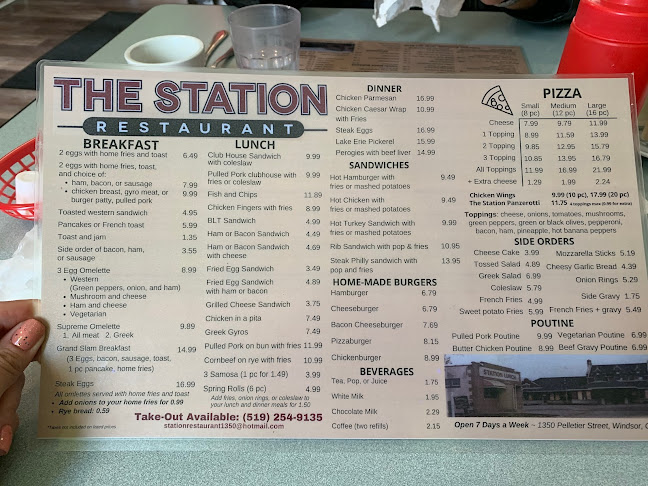 THE STATION
RESTAURANT
BREAKFAST
2 eggs with home fries and toast 6.49
2 eggs with home fries, toast,
and choice of:
• ham, bacon, or sausage 7.99
• chicken breast, gyro meat, or 9.99
burger patty, pulled pork
Toasted western sandwich 4.95
Pancakes or French toast 5.99
Toast and jam 1.35
Side order of bacon, ham, 3.55
or sausage
3 Egg Omelette 8.99
• Western
(Green peppers, onion, and ham)
• Mushroom and cheese
• Ham and cheese
• Vegetarian
Supreme Omelette 9.89
1. All meat 2. Greek
Grand Slam Breakfast 14.99
(3 Eggs, bacon, sausage, toast,
1 pc pancake, home fries)
Steak Eggs 16.99
All omelettes served with home fries and toast
• Add onions to your home fries for 0.99
• Rye bread: 0.59
LUNCH
Club House Sandwich 9.99
with coleslaw
Pulled Pork clubhouse with 9.99
fries or coleslaw
Fish and Chips 11.89
Chicken Fingers with fries 8.99
BLT Sandwich 4.99
Ham or Bacon Sandwich 4.49
Ham or Bacon Sandwich 4.69
with cheese
Fried Egg Sandwich 3.49
Fried Egg Sandwich 4.89
with ham or bacon
Grilled Cheese Sandwich 3.75
Chicken in a pita 7.49
Greek Gyros 7.49
Pulled Pork on bun with fries 11.99
Cornbeef on rye with fries 10.99
3 Samosa (1 pc for 1.49) 3.99
Spring Rolls (6 pc) 4.99
Add fries, onion rings, or coleslaw to
your lunch and dinner meals for 1.50
Take-Out Available: (519) 254-9135
stationrestaurant1350@hotmail.com
DINNER
Chicken Parmesan 16.99
Chicken Caesar Wrap 10.99
with Fries
Steak Eggs 16.99
Lake Erie Pickerel 15.99
Perogies with beef liver 14.99
SANDWICHES
Hot Hamburger with 9.49
fries or mashed potatoes
Hot Chicken with 9.49
fries or mashed potatoes
Hot Turkey Sandwich with 9.99
fries or mashed potatoes
Rib Sandwich with pop & fries 10.95
Steak Philly sandwich with 13.95
pop and fries
HOME-MADE BURGERS
Hamburger 6.79
Cheeseburger 6.79
Bacon Cheeseburger 7.69
Pizzaburger 8.15
Chickenburger 8.99
BEVERAGES
Tea, Pop, or Juice 1.75
White Milk 1.95
Chocolate Milk 2.29
Coffee (two refills) 2.15
PIZZA
Small Medium Large
(8 pc) (12 pc) (16 pc)
Cheese 7.99 9.79 11.99
1 Topping 8.99 11.59 13.99
2 Topping 9.85 12.95 15.79
3 Topping 10.85 13.95 16.79
All Toppings 11.99 16.99 21.99
+ Extra cheese 1.29 1.99 2.24
Chicken Wings 9.99 (10 pc), 17.99 (20 pc)
The Station Panzerotti 11.75
Toppings: cheese, onions, tomatoes, mushrooms,
green peppers, green or black olives, pepperoni,
bacon, ham, pineapple, hot banana peppers
SIDE ORDERS
Cheese Cake 3.99 Mozzarella Sticks 5.19
Tossed Salad 4.89 Cheesy Garlic Bread 4.39
Greek Salad 6.99 Onion Rings 5.29
Coleslaw 5.79 Side Gravy 1.75
French Fries 4.99 French Fries + gravy 5.49
Sweet potato Fries 5.99
POUTINE
Pulled Pork Poutine 9.99 Vegetarian Poutine 6.99
Butter Chicken Poutine 8.99 Beef Gravy Poutine 6.99
STATION LUNCH
Open 7 Days a Week ~ 1350 Pelletier Street, Windsor,